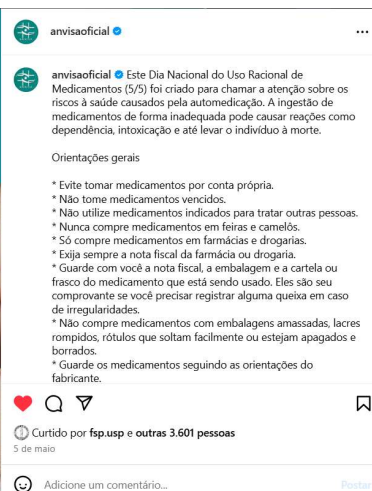 anvisaoficial
anvisaoficial Este Dia Nacional do Uso Racional de
Medicamentos (5/5) foi criado para chamar a atenção sobre os
riscos à saúde causados pela automedicação. A ingestão de
medicamentos de forma inadequada pode causar reações como
dependência, intoxicação e até levar o indivíduo à morte.
Orientações gerais
* Evite tomar medicamentos por conta própria.
* Não tome medicamentos vencidos.
* Não utilize medicamentos indicados para tratar outras pessoas.
* Nunca compre medicamentos em feiras e camelôs.
* Só compre medicamentos em farmácias e drogarias.
* Exija sempre a nota fiscal da farmácia ou drogaria.
* Guarde com você a nota fiscal, a embalagem e a cartela ou
frasco do medicamento que está sendo usado. Eles são seu
comprovante se você precisar registrar alguma queixa em caso
de irregularidades.
* Não compre medicamentos com embalagens amassadas, lacres
rompidos, rótulos que soltam facilmente ou estejam apagados e
borrados.
* Guarde os medicamentos seguindo as orientações do
fabricante.
Curtido por fsp.usp e outras 3.601 pessoas
5 de maio
Adicione um comentário... Postar